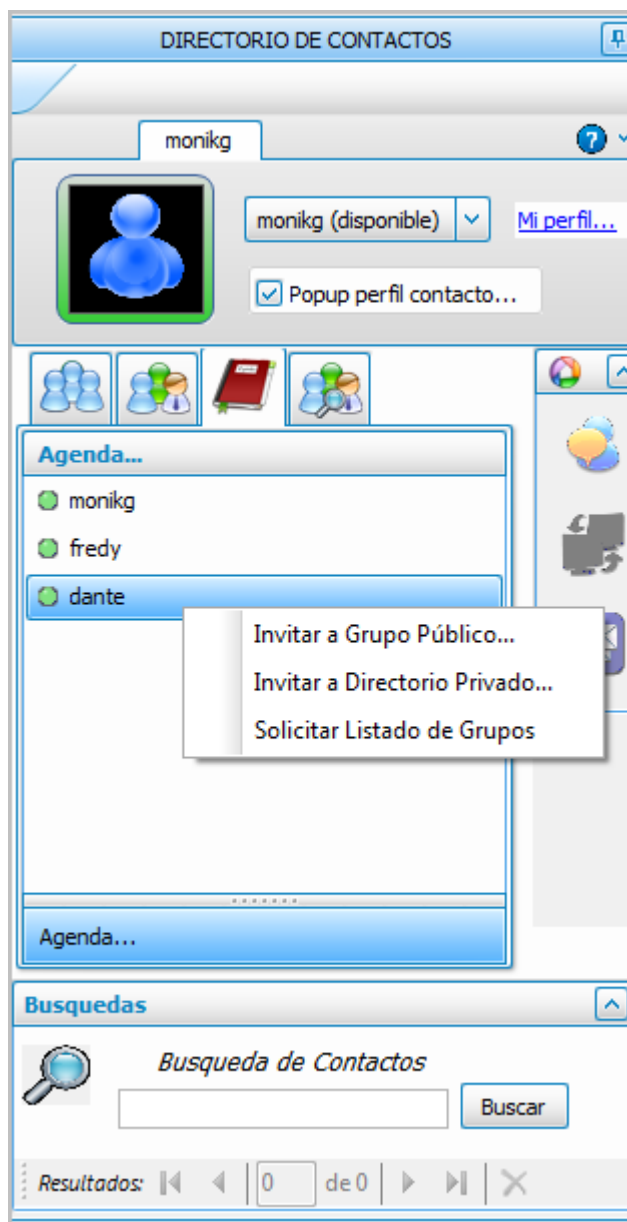 DIRECTORIO DE CONTACTOS
monikg
?
monikg (disponible)
Mi perfil...
Popup perfil contacto...
Agenda...
monikg
fredy
dante
Invitar a Grupo Público...
Invitar a Directorio Privado...
Solicitar Listado de Grupos
Agenda...
Busquedas
Busqueda de Contactos
Buscar
Resultados: 0 de 0